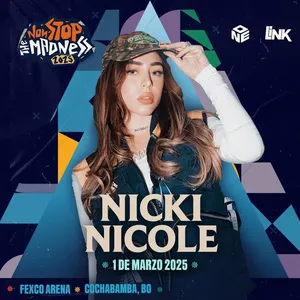 NON STOP
THE MADNESS
2025
LINK
NICKI
NICOLE
1 DE MARZO 2025
FEXCO ARENA
COCHABAMBA, BO